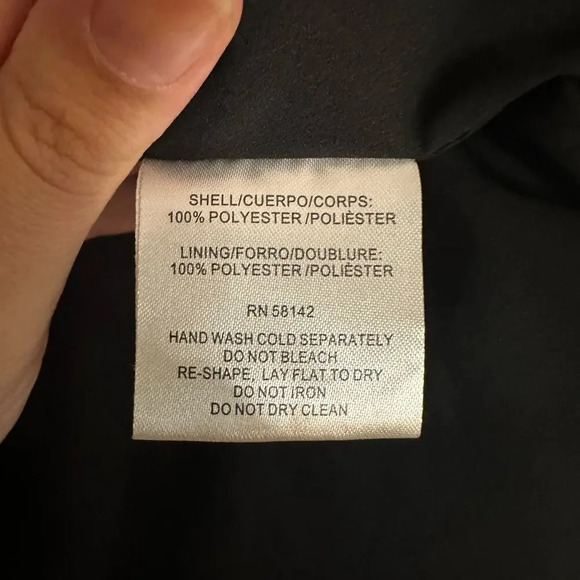 SHELL/CUERPO/CORPS:
100% POLYESTER /POLIÈSTER
LINING/FORRO/DOUBLURE:
100% POLYESTER /POLIÈSTER
RN 58142
HAND WASH COLD SEPARATELY
DO NOT BLEACH
RE-SHAPE, LAY FLAT TO DRY
DO NOT IRON
DO NOT DRY CLEAN